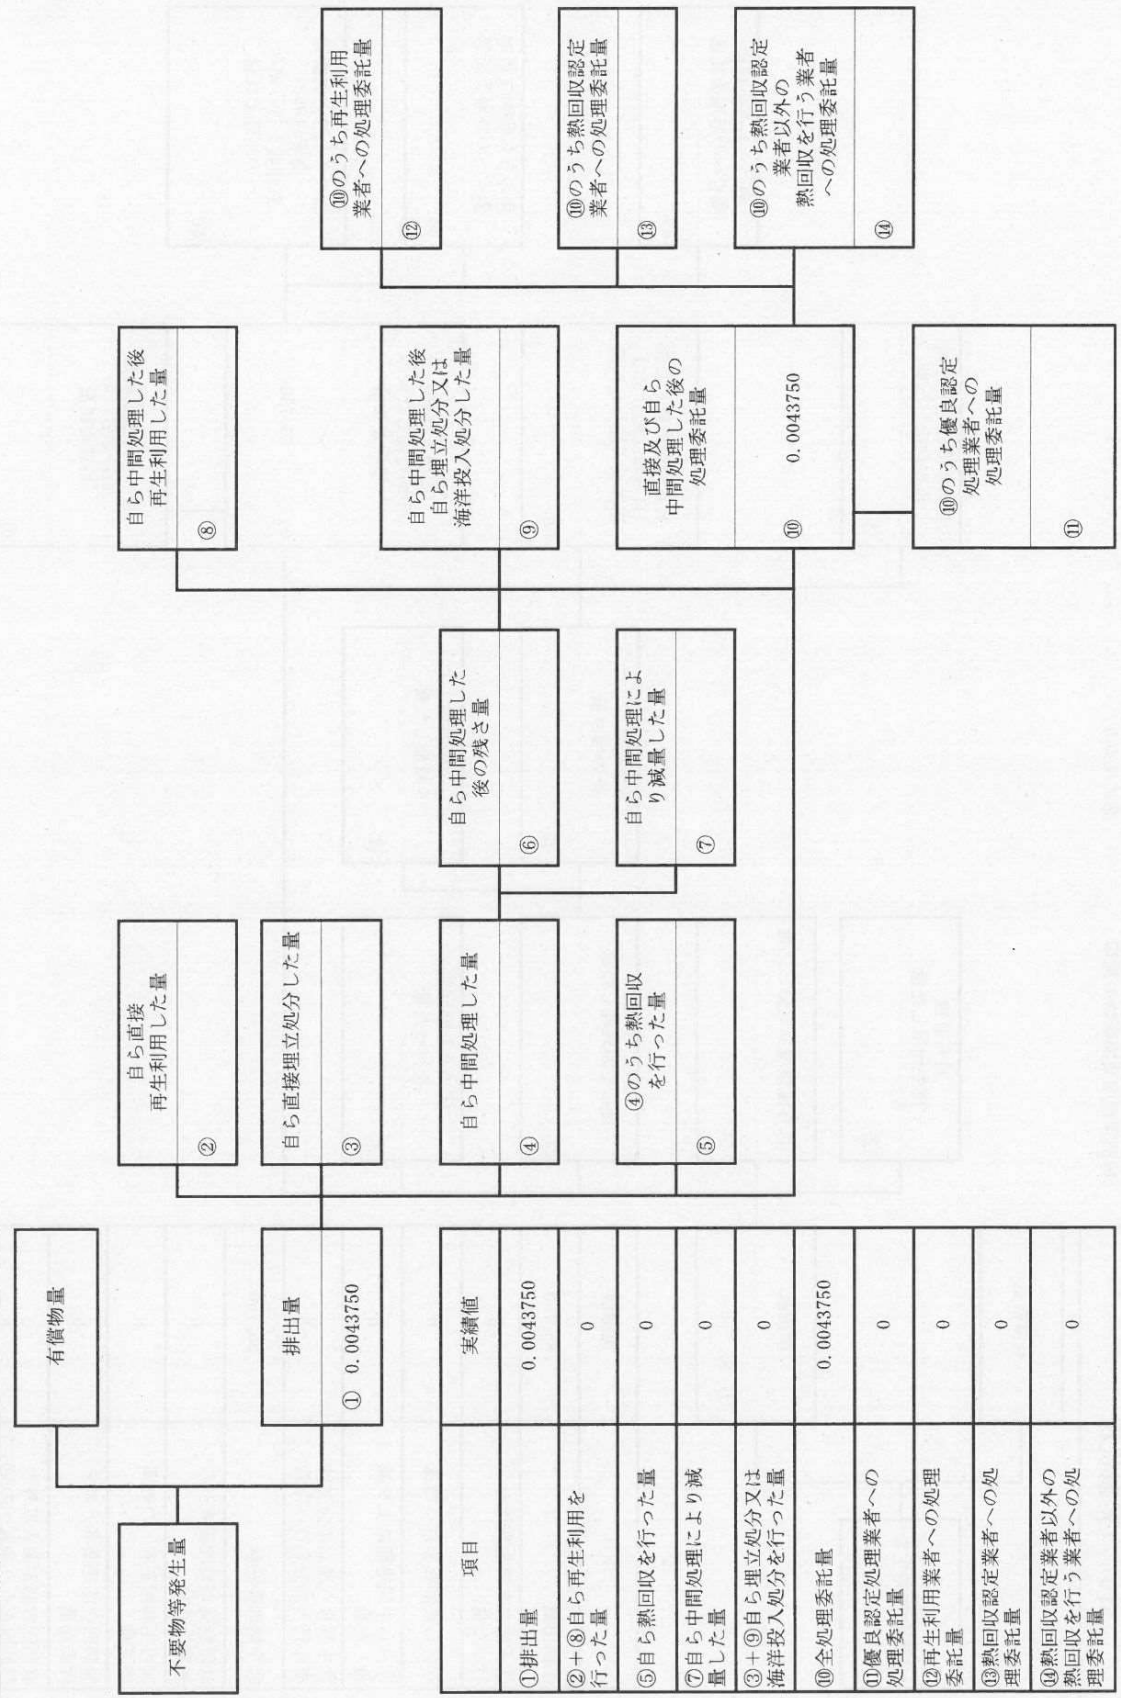 不要物等発生量
有償物量
排出量
① 0.0043750
自ら直接
再生利用した量
②
自ら直接埋立処分した量
③
自ら中間処理した量
④
④のうち熱回収
を行った量
⑤
自ら中間処理した
後の残さ量
⑥
自ら中間処理によ
り減量した量
⑦
自ら中間処理した後
再生利用した量
⑧
自ら中間処理した後
自ら埋立処分又は
海洋投入処分した量
⑨
直接及び自ら
中間処理した後の
処理委託量
⑩ 0.0043750
⑩のうち優良認定
処理業者への
処理委託量
⑪
⑩のうち再生利用
業者への処理委託量
⑫
⑩のうち熱回収認定
業者への処理委託量
⑬
⑩のうち熱回収認定
業者以外の
熱回収を行う業者
への処理委託量
⑭
項目 実績値
①排出量 0.0043750
②+⑧自ら再生利用を
行った量 0
⑤自ら熱回収を行った量 0
⑦自ら中間処理により減
量した量 0
③+⑨自ら埋立処分又は
海洋投入処分を行った量 0
⑩全処理委託量 0.0043750
⑪優良認定処理業者への
処理委託量 0
⑫再生利用業者への処理
委託量 0
⑬熱回収認定業者への処
理委託量 0
⑭熱回収認定業者以外の
熱回収を行う業者への処
理委託量 0